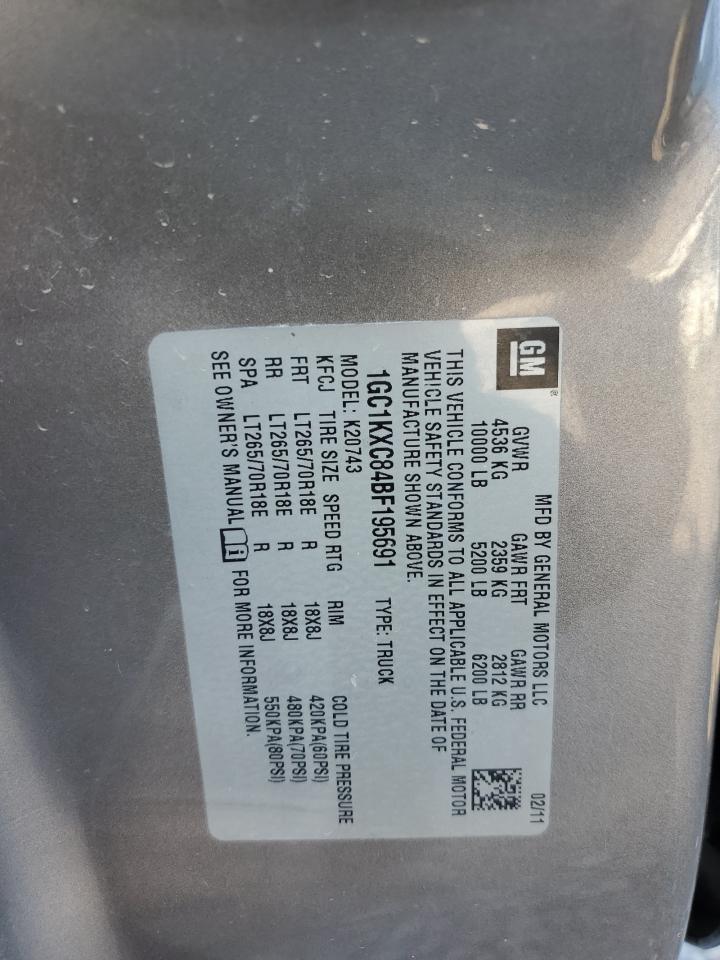 GM®
MFD BY GENERAL MOTORS LLC 02/11
GVWR GAWR FRT GAWR RR
4536 KG 2359 KG 2812 KG
10000 LB 5200 LB 6200 LB
THIS VEHICLE CONFORMS TO ALL APPLICABLE U.S. FEDERAL MOTOR
VEHICLE SAFETY STANDARDS IN EFFECT ON THE DATE OF
MANUFACTURE SHOWN ABOVE.
1GC1KXC84BF195691 TYPE: TRUCK
MODEL: K20743
KFCJ TIRE SIZE SPEED RTG RIM COLD TIRE PRESSURE
FRT LT265/70R18E R 18X8J 420KPA(60PSI)
RR LT265/70R18E R 18X8J 480KPA(70PSI)
SPA LT265/70R18E R 18X8J 550KPA(80PSI)
SEE OWNER'S MANUAL FOR MORE INFORMATION.